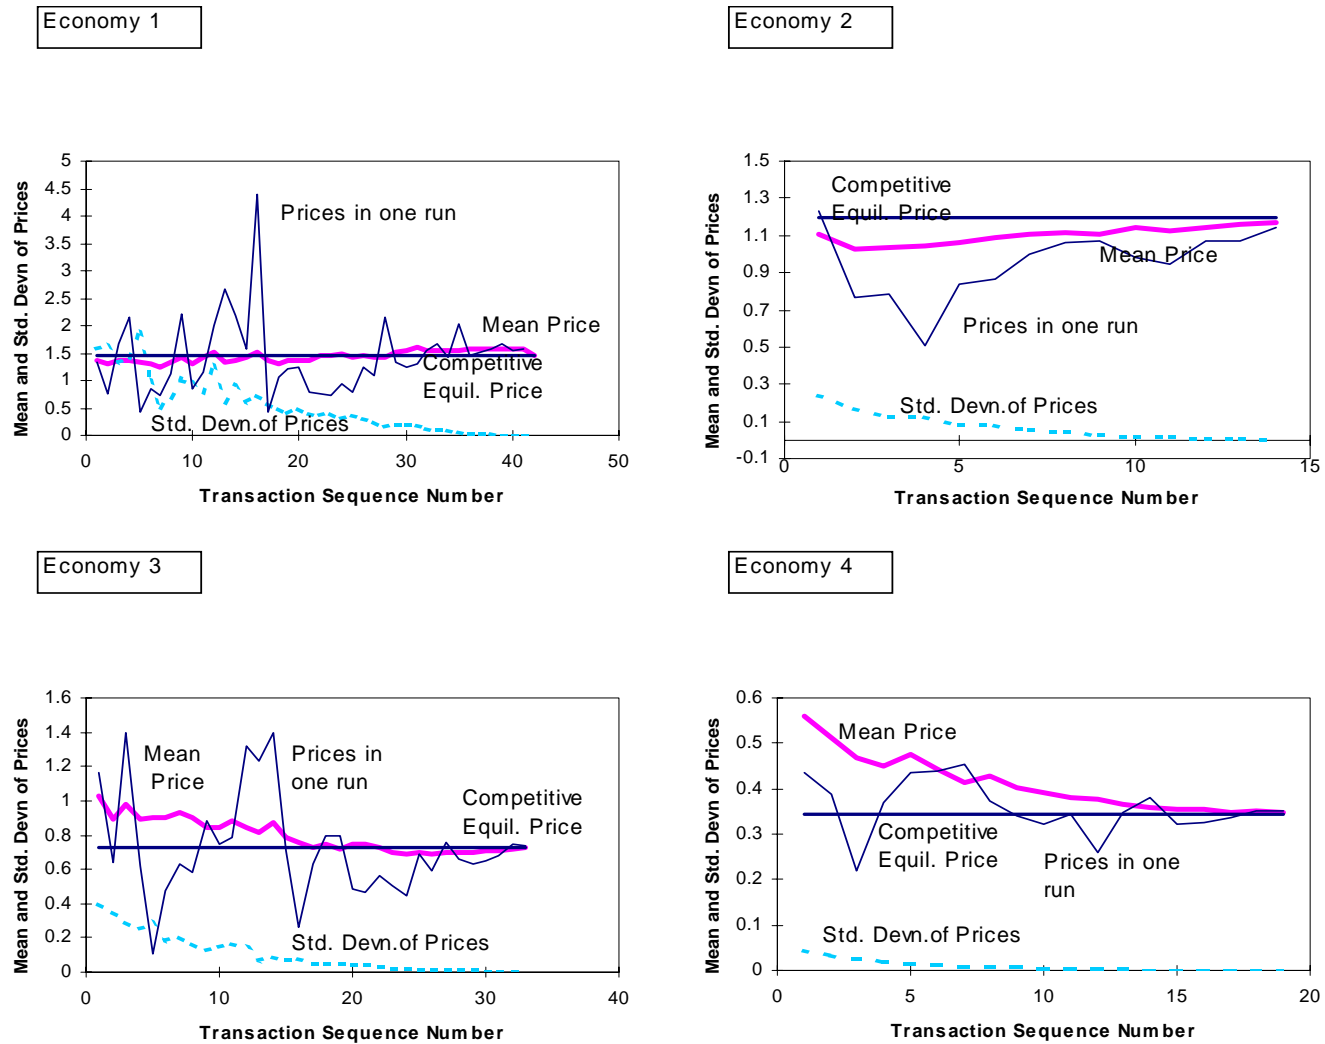 Economy 1
Mean and Std. Devn of Prices
5
4.5
4
3.5
3
2.5
2
1.5
1
0.5
0
Prices in one run
Mean Price
Competitive
Equil. Price
Std. Devn.of Prices
0
10
20
30
40
50
Transaction Sequence Number
Economy 2
Mean and Std. Devn of Prices
1.5
1.3
1.1
0.9
0.7
0.5
0.3
0.1
-0.1
Competitive
Equil. Price
Mean Price
Prices in one run
Std. Devn.of Prices
0
5
10
15
Transaction Sequence Number
Economy 3
Mean and Std. Devn of Prices
1.6
1.4
1.2
1
0.8
0.6
0.4
0.2
0
Mean
Price
Prices in
one run
Competitive
Equil. Price
Std. Devn.of Prices
0
10
20
30
40
Transaction Sequence Number
Economy 4
Mean and Std. Devn of Prices
0.6
0.5
0.4
0.3
0.2
0.1
0
Mean Price
Competitive
Equil. Price
Prices in one
run
Std. Devn.of Prices
0
5
10
15
20
Transaction Sequence Number